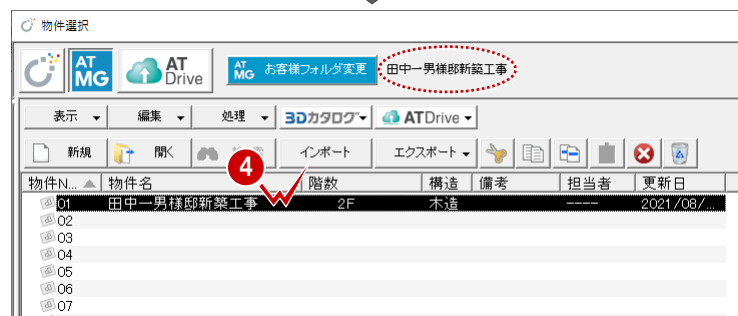 物件選択
AT MG
AT Drive
AT MG お客様フォルダ変更 田中一男様邸新築工事
表示 編集 処理 3Dカタログ ATDrive
新規 開く インポート エクスポート
4
物件N... 物件名 階数 構造 備考 担当者 更新日
01 田中一男様邸新築工事 2F 木造 ---- 2021/08/...
02
03
04
05
06
07